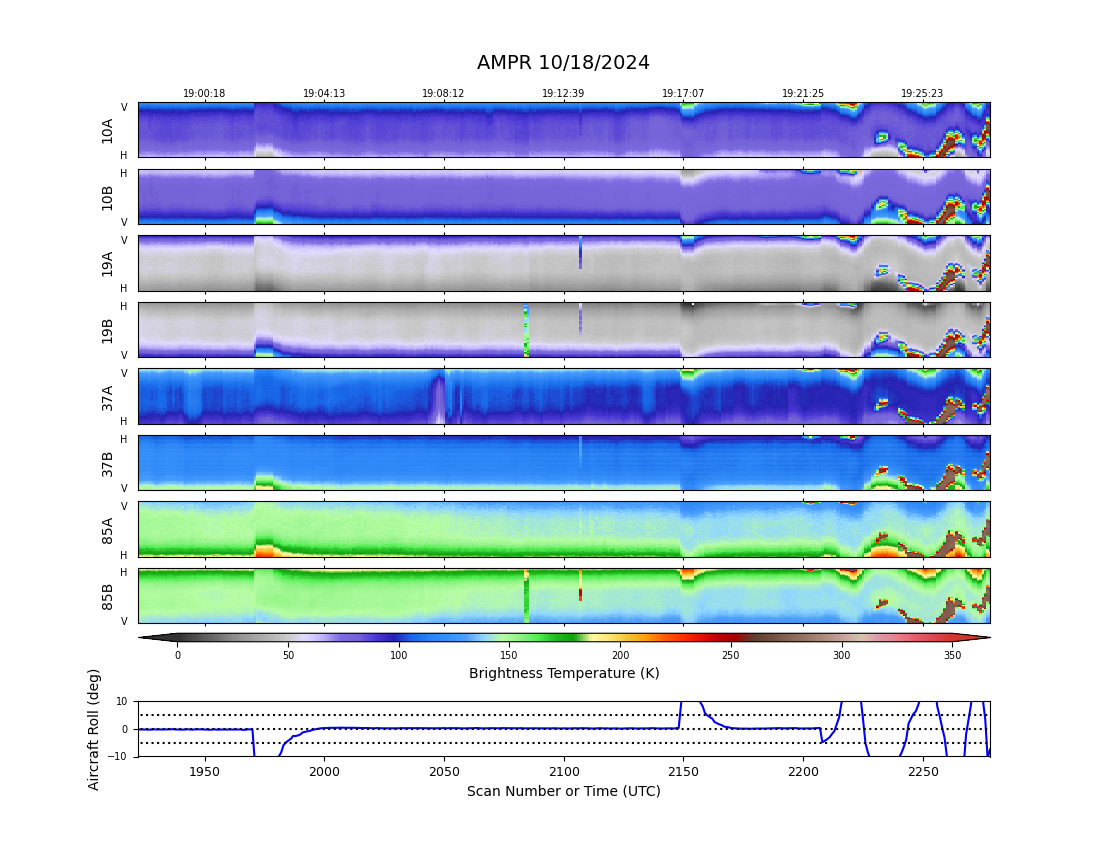 AMPR 10/18/2024
19:00:18 19:04:13 19:08:12 19:12:39 19:17:07 19:21:25 19:25:23
V
10A
H
H
10B
V
V
19A
H
H
19B
V
V
37A
H
H
37B
V
V
85A
H
H
85B
V
0 50 100 150 200 250 300 350
Brightness Temperature (K)
Aircraft Roll (deg)
10
0
−10
1950 2000 2050 2100 2150 2200 2250
Scan Number or Time (UTC)